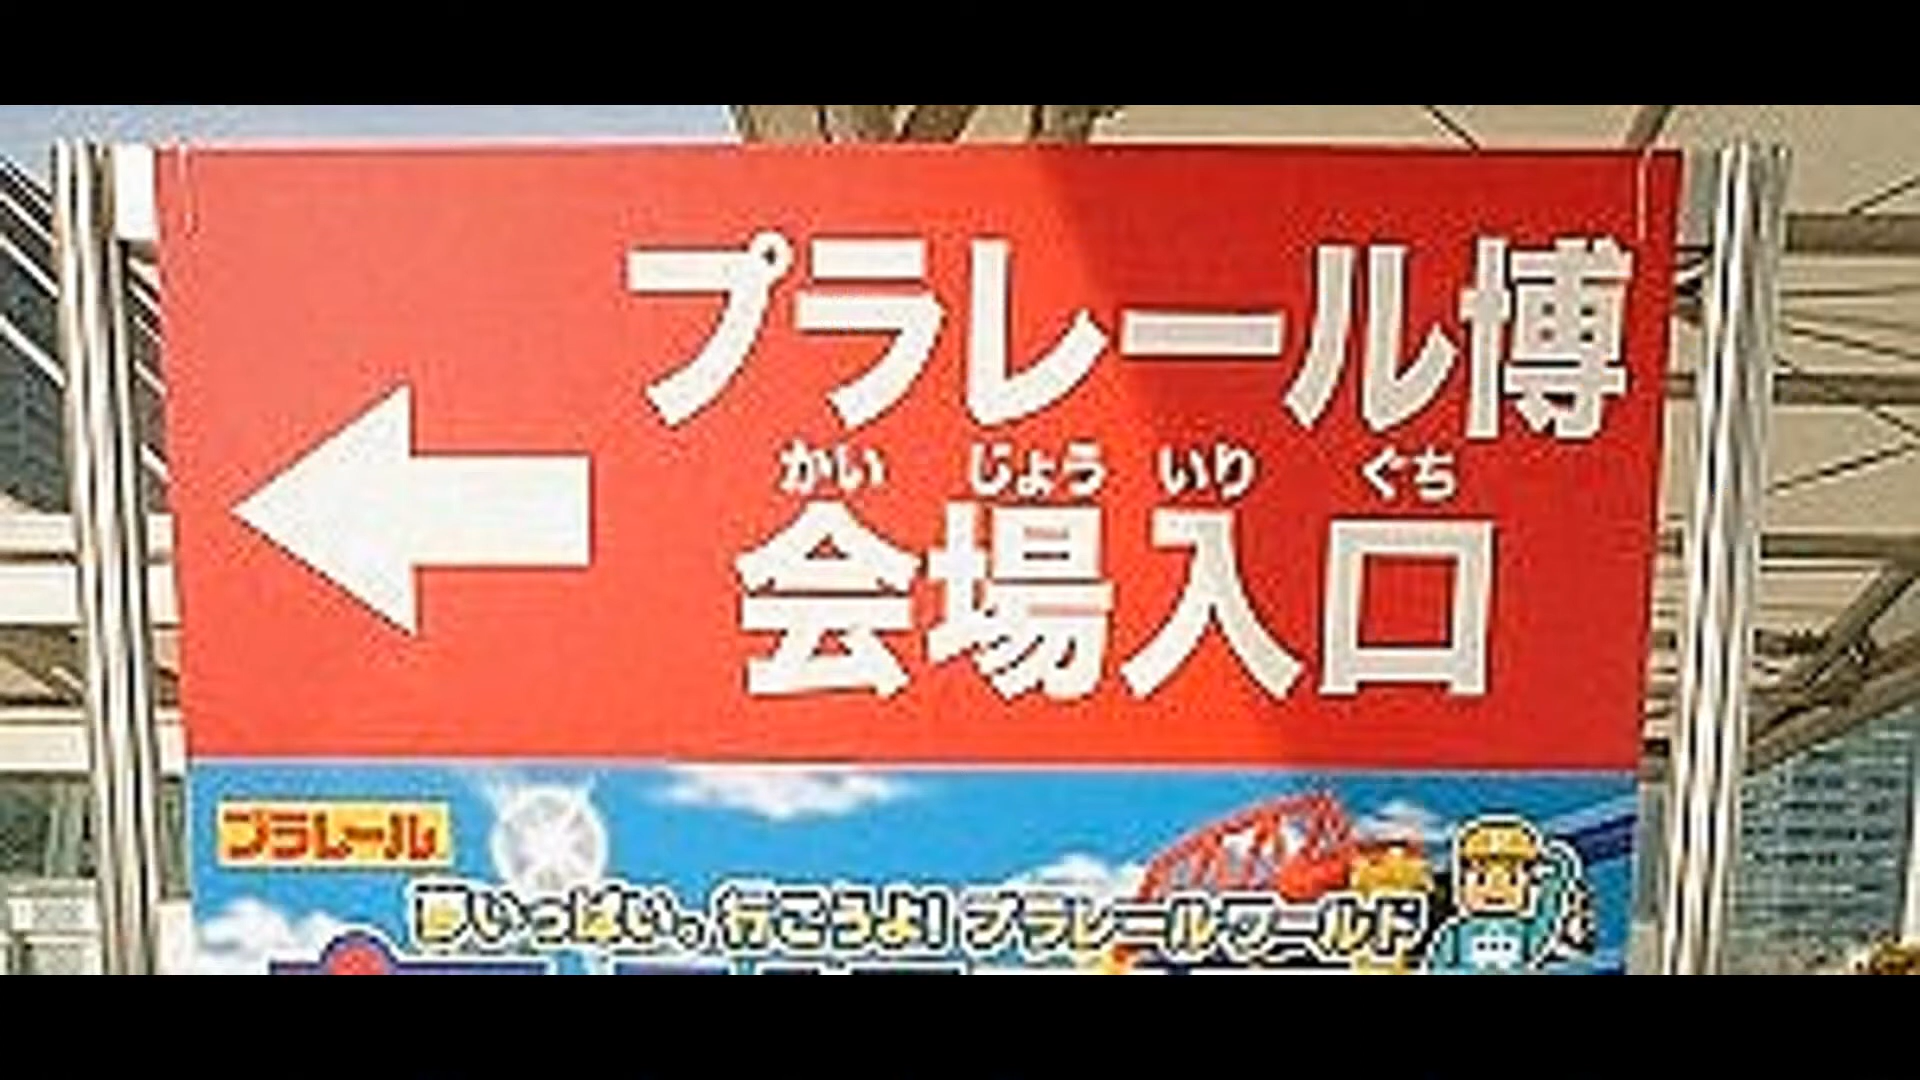 プラレール博
かい じょう いり ぐち
会場入口
プラレール
夢いっぱい。行こうよ!プラレールワールド